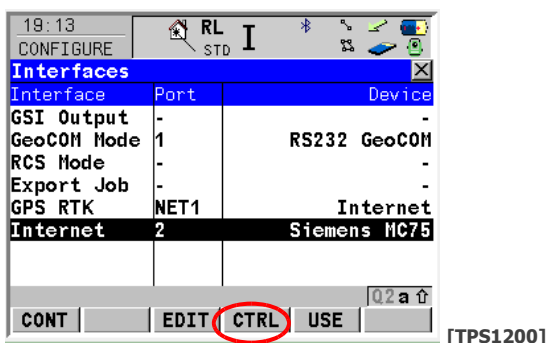 19:13
CONFIGURE
RL
STD
I
Interfaces
Interface Port Device
GSI Output - -
GeoCOM Mode 1 RS232 GeoCOM
RCS Mode - -
Export Job - -
GPS RTK NET1 Internet
Internet 2 Siemens MC75
Q2 a ⇧
CONT EDIT CTRL USE
[TPS1200]